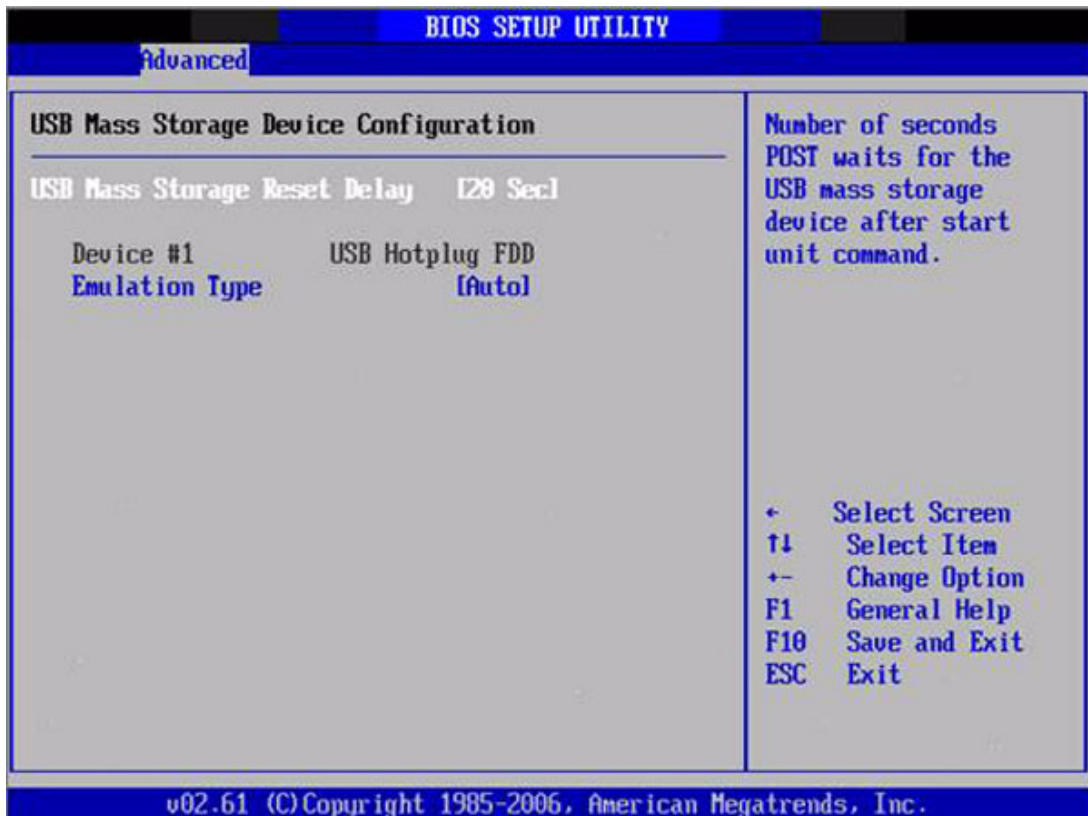 BIOS SETUP UTILITY
Advanced
USB Mass Storage Device Configuration
USB Mass Storage Reset Delay [20 Sec]
Device #1 USB Hotplug FDD
Emulation Type [Auto]
Number of seconds
POST waits for the
USB mass storage
device after start
unit command.
← Select Screen
↑↓ Select Item
+- Change Option
F1 General Help
F10 Save and Exit
ESC Exit
v02.61 (C)Copyright 1985-2006, American Megatrends, Inc.